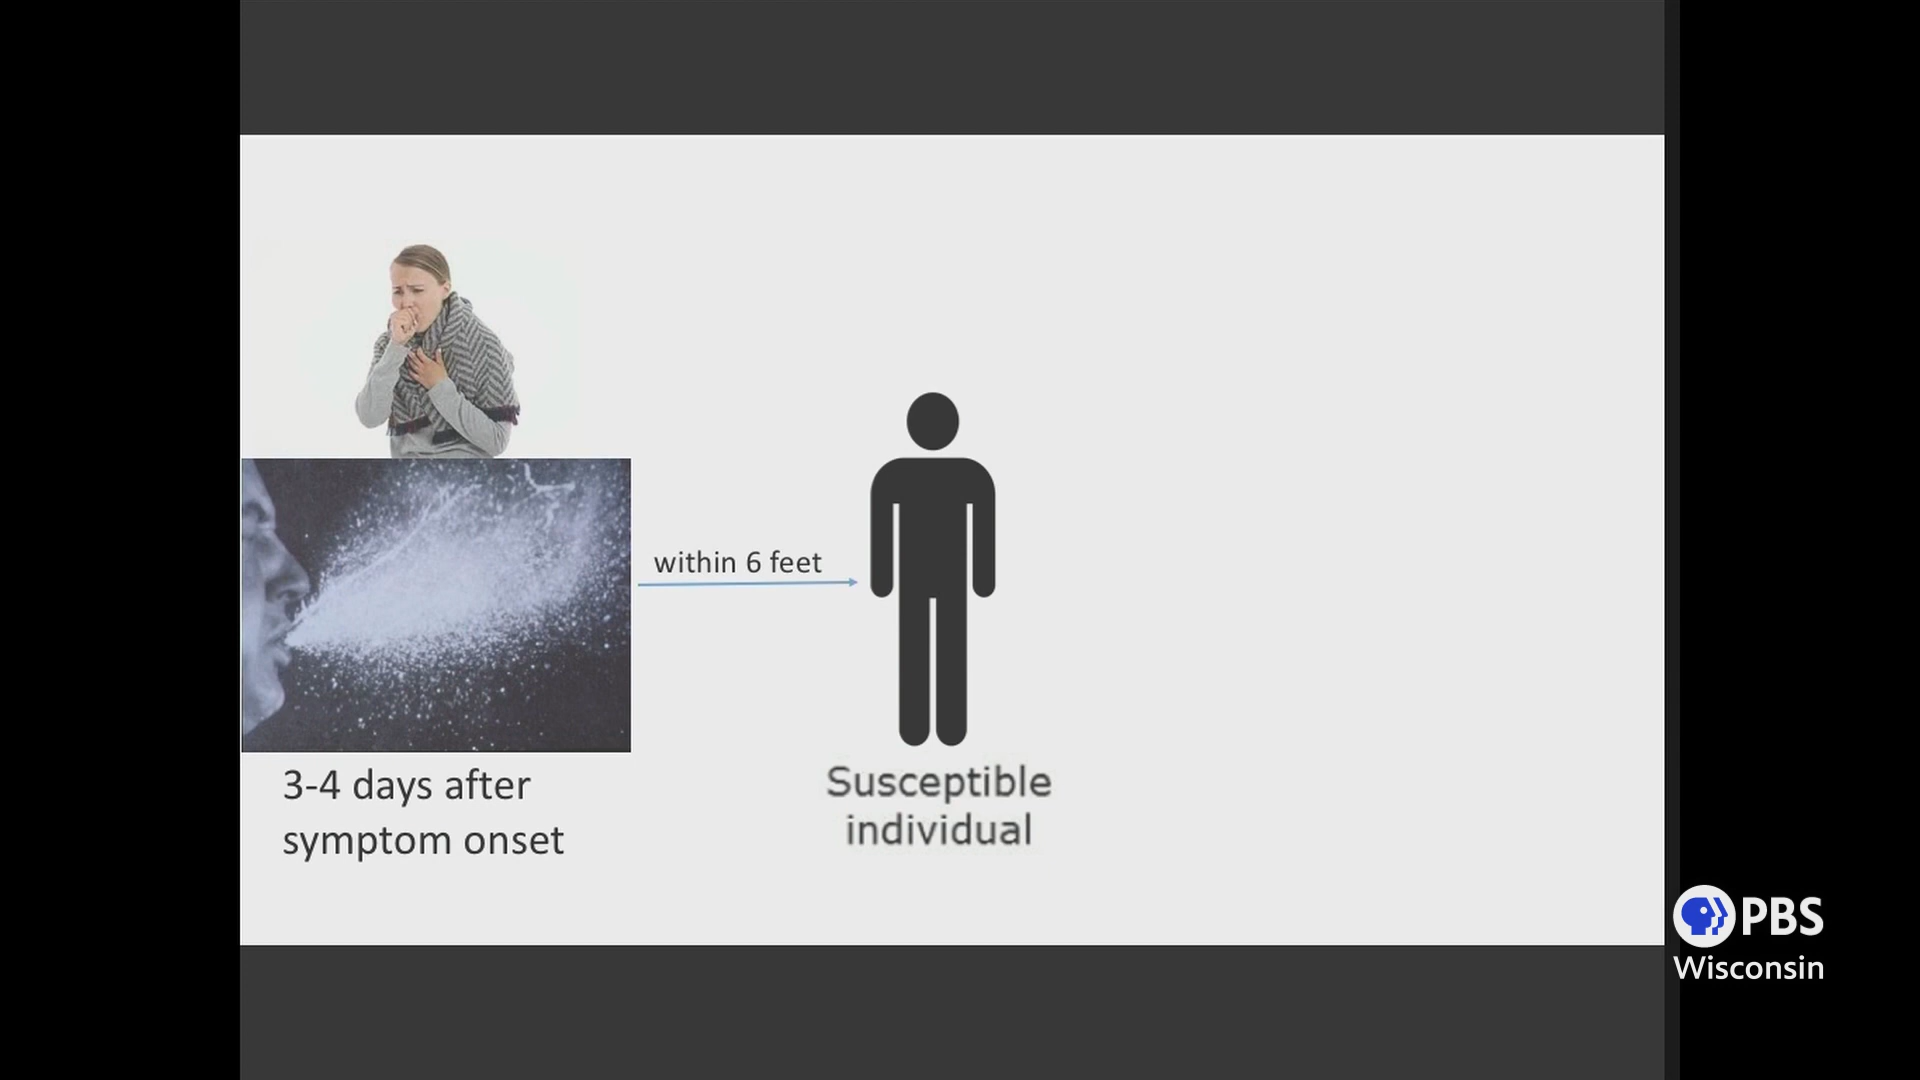 within 6 feet
3-4 days after
symptom onset
Susceptible
individual
PBS
Wisconsin